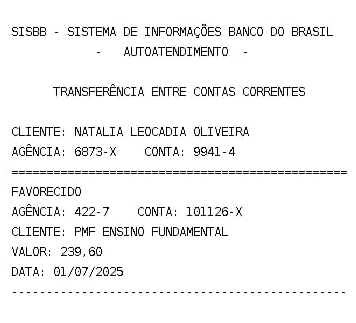 SISBB - SISTEMA DE INFORMAÇÕES BANCO DO BRASIL
- AUTOATENDIMENTO -
TRANSFERÊNCIA ENTRE CONTAS CORRENTES
CLIENTE: NATALIA LEOCADIA OLIVEIRA
AGÊNCIA: 6873-X CONTA: 9941-4
================================================
FAVORECIDO
AGÊNCIA: 422-7 CONTA: 101126-X
CLIENTE: PMF ENSINO FUNDAMENTAL
VALOR: 239,60
DATA: 01/07/2025
------------------------------------------------